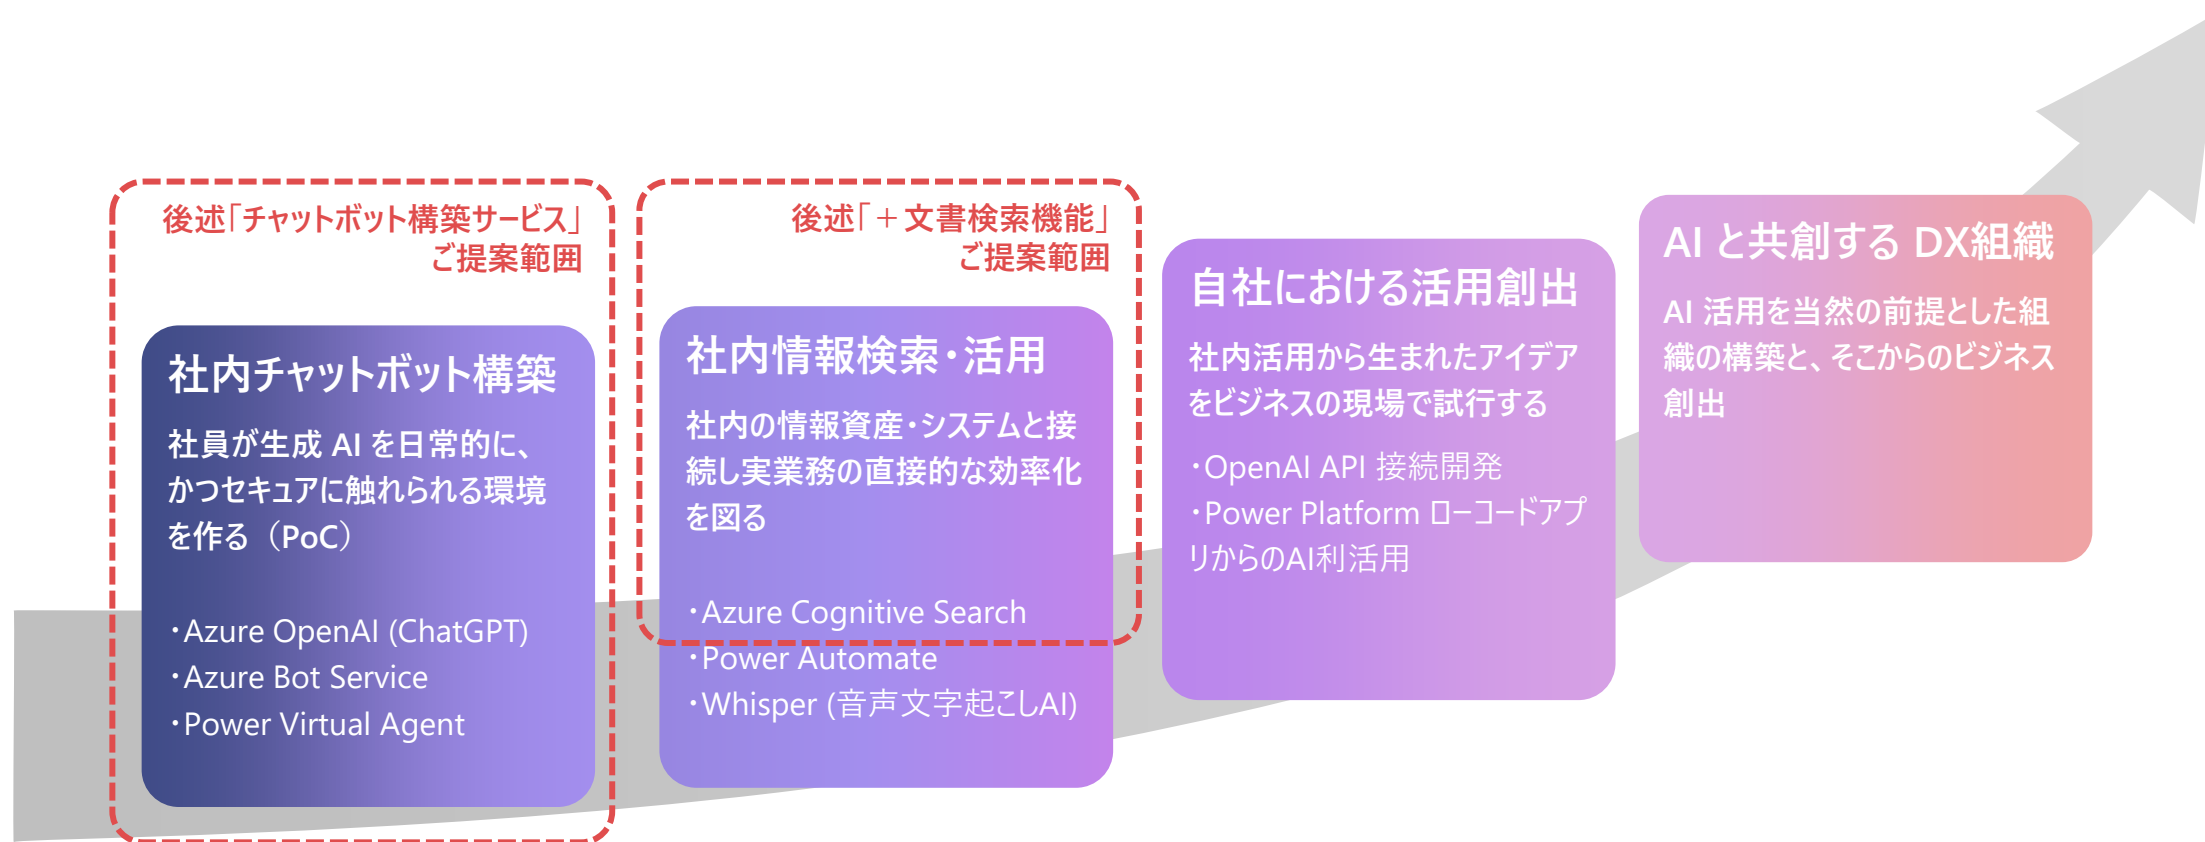 後述「チャットボット構築サービス」
ご提案範囲
社内チャットボット構築
社員が生成 AI を日常的に、
かつセキュアに触れられる環境
を作る（PoC）
・Azure OpenAI (ChatGPT)
・Azure Bot Service
・Power Virtual Agent
後述「＋文書検索機能」
ご提案範囲
社内情報検索・活用
社内の情報資産・システムと接
続し実業務の直接的な効率化
を図る
・Azure Cognitive Search
・Power Automate
・Whisper (音声文字起こしAI)
自社における活用創出
社内活用から生まれたアイデア
をビジネスの現場で試行する
・OpenAI API 接続開発
・Power Platform ローコードアプ
リからのAI利活用
AI と共創する DX組織
AI 活用を当然の前提とした組
織の構築と、そこからのビジネス
創出